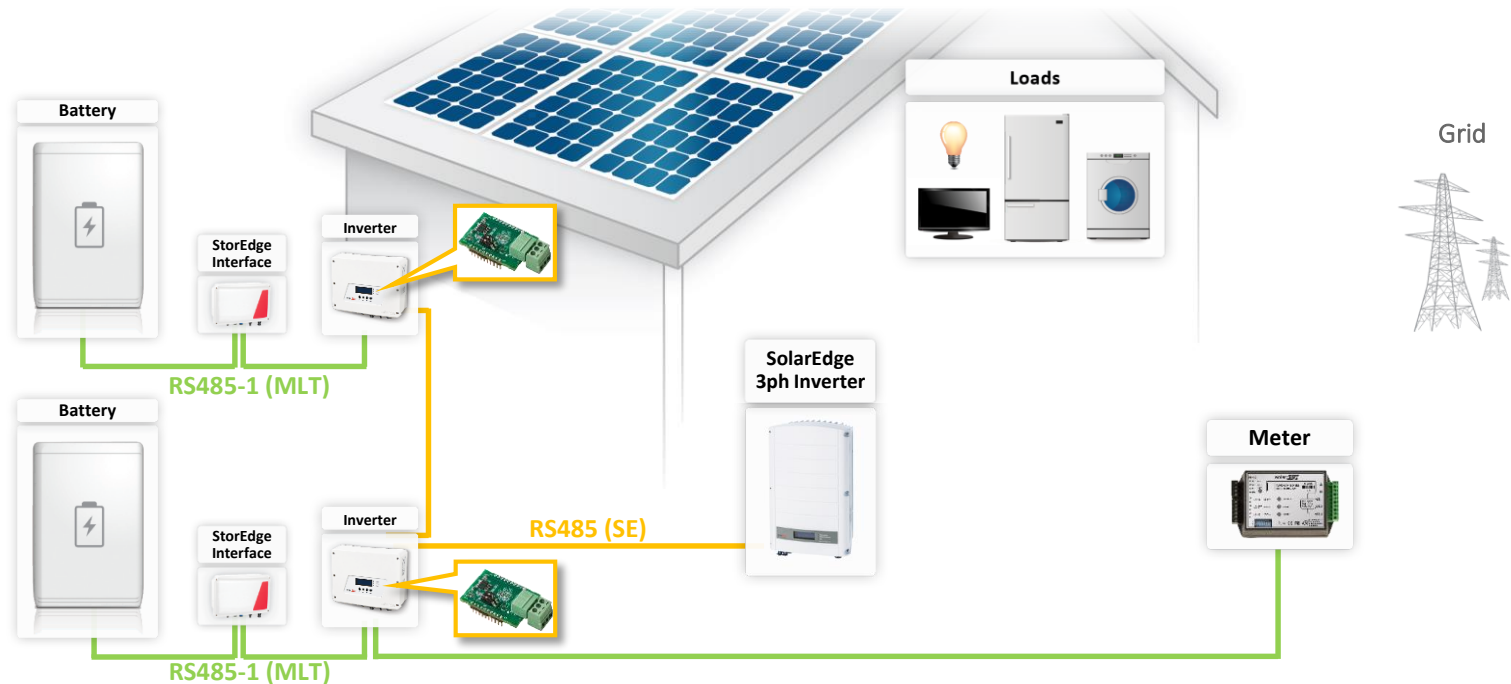 Loads
Battery
Grid
Inverter
StorEdge
Interface
RS485-1 (MLT)
SolarEdge
3ph Inverter
Battery
Meter
Inverter
RS485 (SE)
StorEdge
Interface
RS485-1 (MLT)